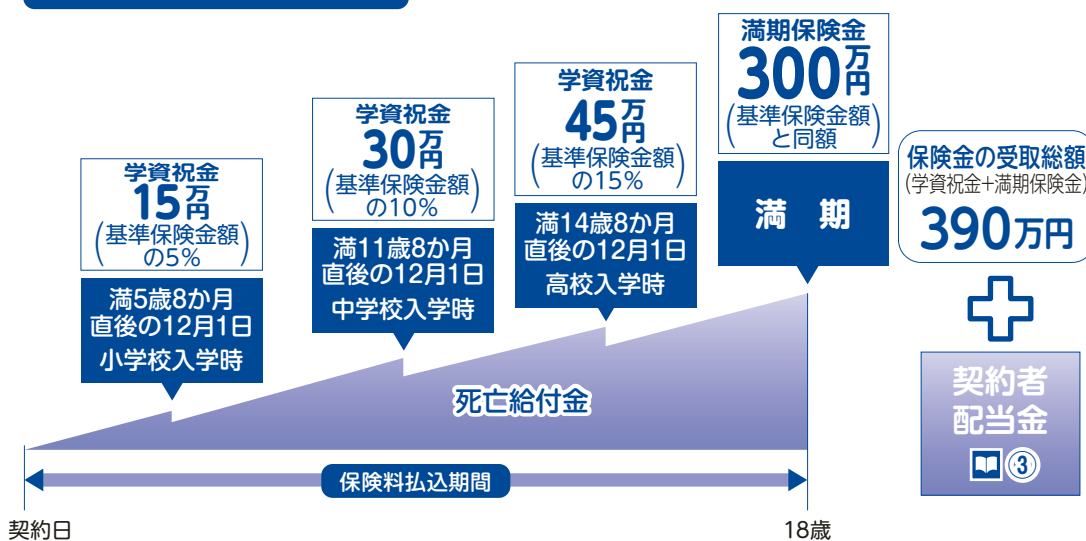 学資祝金
15万円
(基準保険金額
の5%)
満5歳8か月
直後の12月1日
小学校入学時
学資祝金
30万円
(基準保険金額
の10%)
満11歳8か月
直後の12月1日
中学校入学時
学資祝金
45万円
(基準保険金額
の15%)
満14歳8か月
直後の12月1日
高校入学時
満期保険金
300万円
(基準保険金額
と同額)
満 期
保険金の受取総額
(学資祝金+満期保険金)
390万円
契約者
配当金
③
死亡給付金
保険料払込期間
契約日
18歳